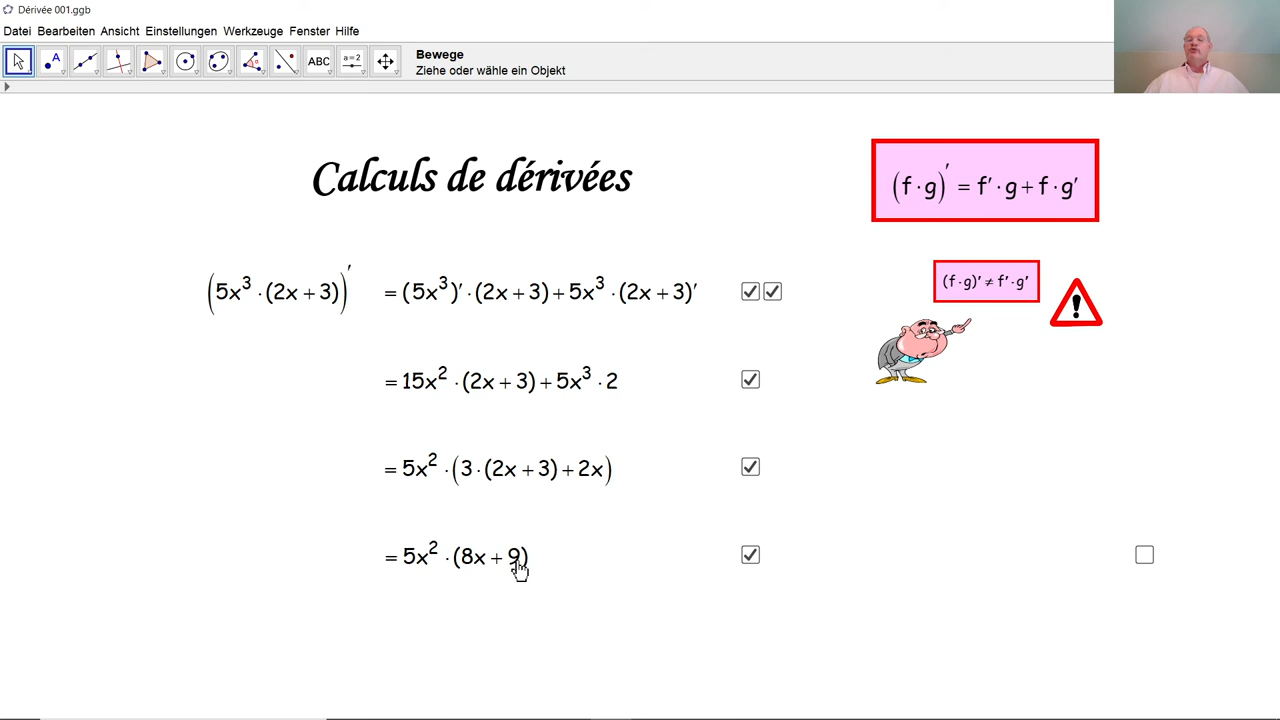 Dérivée 001.ggb
Datei Bearbeiten Ansicht Einstellungen Werkzeuge Fenster Hilfe
ABC
a=2
Bewege
Ziehe oder wähle ein Objekt
Calculs de dérivées
(f·g)′ = f′·g+f·g′
(5x³·(2x+3))′ = (5x³)′·(2x+3)+5x³·(2x+3)′
(f·g)′ ≠ f′·g′
= 15x²·(2x+3)+5x³·2
= 5x²·(3·(2x+3)+2x)
= 5x²·(8x+9)